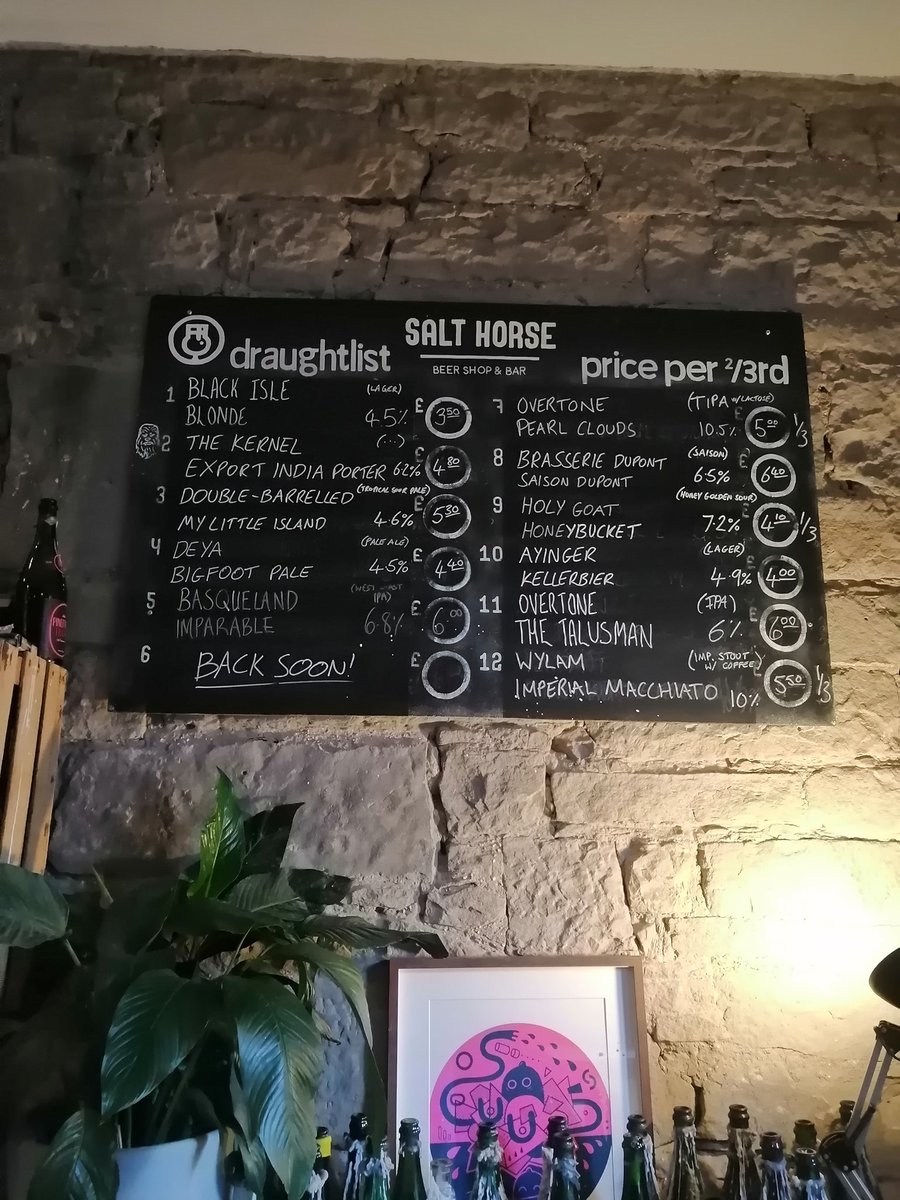 SALT HORSE
BEER SHOP & BAR
draughtlist
price per 2/3rd
1 BLACK ISLE (LAGER)
BLONDE 4.5% £ 3.50
2 THE KERNEL (...)
EXPORT INDIA PORTER 6.2% £ 4.80
3 DOUBLE-BARRELLED (TROPICAL SOUR PALE)
MY LITTLE ISLAND 4.6% £ 5.30
4 DEYA (PALE ALE)
BIGFOOT PALE 4.5% £ 4.40
5 BASQUELAND (WEST COAST IPA)
IMPARABLE 6.8% £ 6.00
6 BACK SOON! £
7 OVERTONE (TIPA W/LACTOSE)
PEARL CLOUDS 10.5% £ 5.00 1/3
8 BRASSERIE DUPONT (SAISON)
SAISON DUPONT 6.5% £ 6.40
9 HOLY GOAT (HONEY GOLDEN SOUR)
HONEYBUCKET 7.2% £ 4.10 1/3
10 AYINGER (LAGER)
KELLERBIER 4.9% £ 4.00
11 OVERTONE (IPA)
THE TALUSMAN 6% £ 6.00
12 WYLAM (IMP. STOUT W/ COFFEE)
IMPERIAL MACCHIATO 10% £ 5.50 1/3